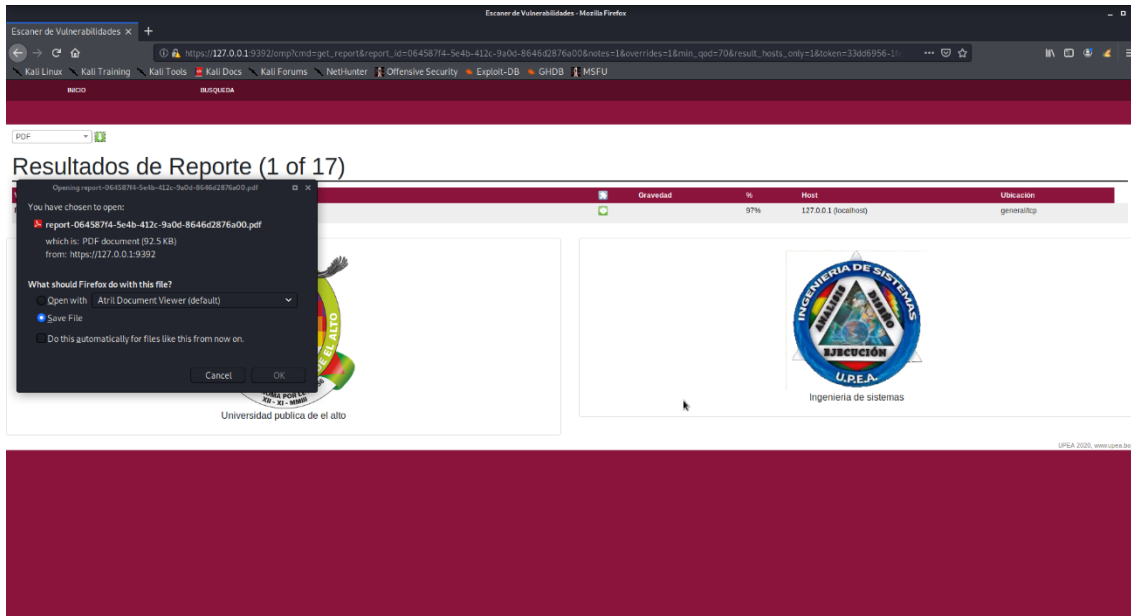 Escaner de Vulnerabilidades - Mozilla Firefox
Escaner de Vulnerabilidades
https://127.0.0.1:9392/omp?cmd=get_report&report_id=064587f4-5e4b-412c-9a0d-8646d2876a00&notes=1&overrides=1&min_qod=70&result_hosts_only=1&token=33dd6956-1f
Kali Linux Kali Training Kali Tools Kali Docs Kali Forums NetHunter Offensive Security Exploit-DB GHDB MSFU
INICIO BUSQUEDA
PDF
Resultados de Reporte (1 of 17)
Gravedad % Host Ubicación
97% 127.0.0.1 (localhost) general/tcp
Opening report-064587f4-5e4b-412c-9a0d-8646d2876a00.pdf
You have chosen to open:
report-064587f4-5e4b-412c-9a0d-8646d2876a00.pdf
which is: PDF document (92.5 KB)
from: https://127.0.0.1:9392
What should Firefox do with this file?
Open with Atril Document Viewer (default)
Save File
Do this automatically for files like this from now on.
Cancel OK
DE EL ALTO
XII - XI - MMIII
Universidad publica de el alto
INGENIERIA DE SISTEMAS
ANALISIS
DISEÑO
EJECUCIÓN
U.P.E.A.
Ingenieria de sistemas
UPEA 2020, www.upea.bo